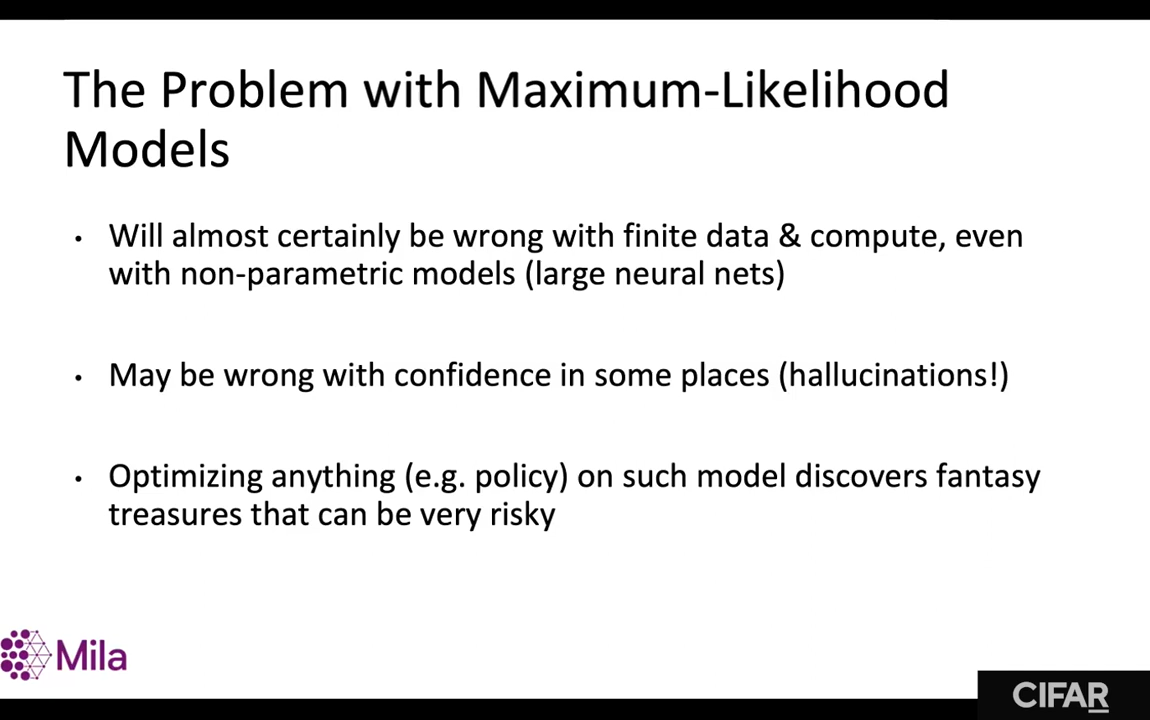 The Problem with Maximum-Likelihood
Models
• Will almost certainly be wrong with finite data & compute, even
with non-parametric models (large neural nets)
• May be wrong with confidence in some places (hallucinations!)
• Optimizing anything (e.g. policy) on such model discovers fantasy
treasures that can be very risky
Mila
CIFAR